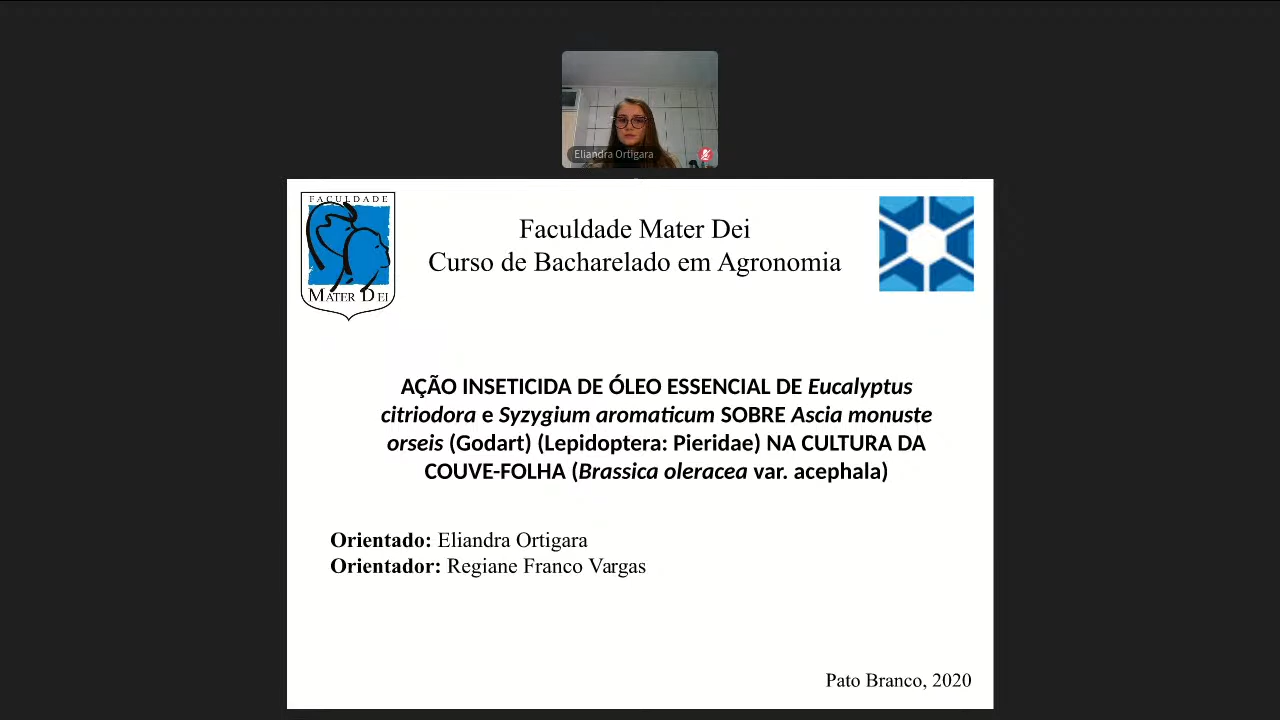 Eliandra Ortigara
FACULDADE
MATER DEI
Faculdade Mater Dei
Curso de Bacharelado em Agronomia
AÇÃO INSETICIDA DE ÓLEO ESSENCIAL DE Eucalyptus
citriodora e Syzygium aromaticum SOBRE Ascia monuste
orseis (Godart) (Lepidoptera: Pieridae) NA CULTURA DA
COUVE-FOLHA (Brassica oleracea var. acephala)
Orientado: Eliandra Ortigara
Orientador: Regiane Franco Vargas
Pato Branco, 2020